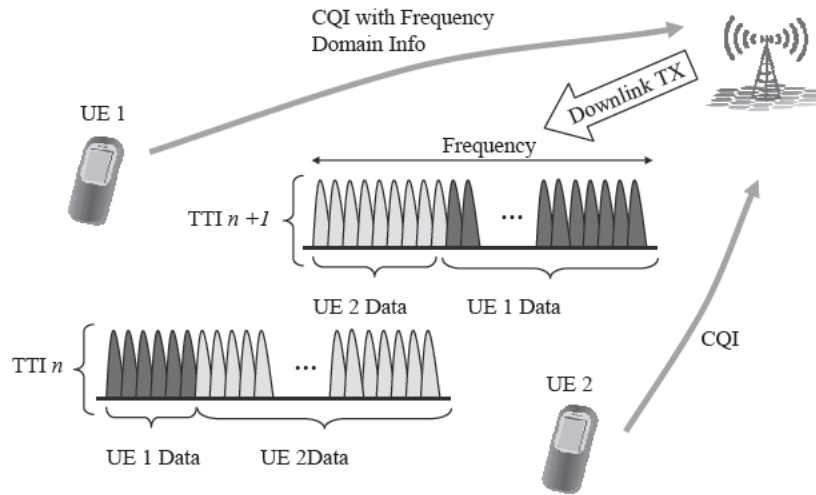 CQI with Frequency
Domain Info
Downlink TX
UE 1
Frequency
TTI n +1
...
UE 2 Data
UE 1 Data
TTI n
...
CQI
UE 2
UE 1 Data
UE 2Data